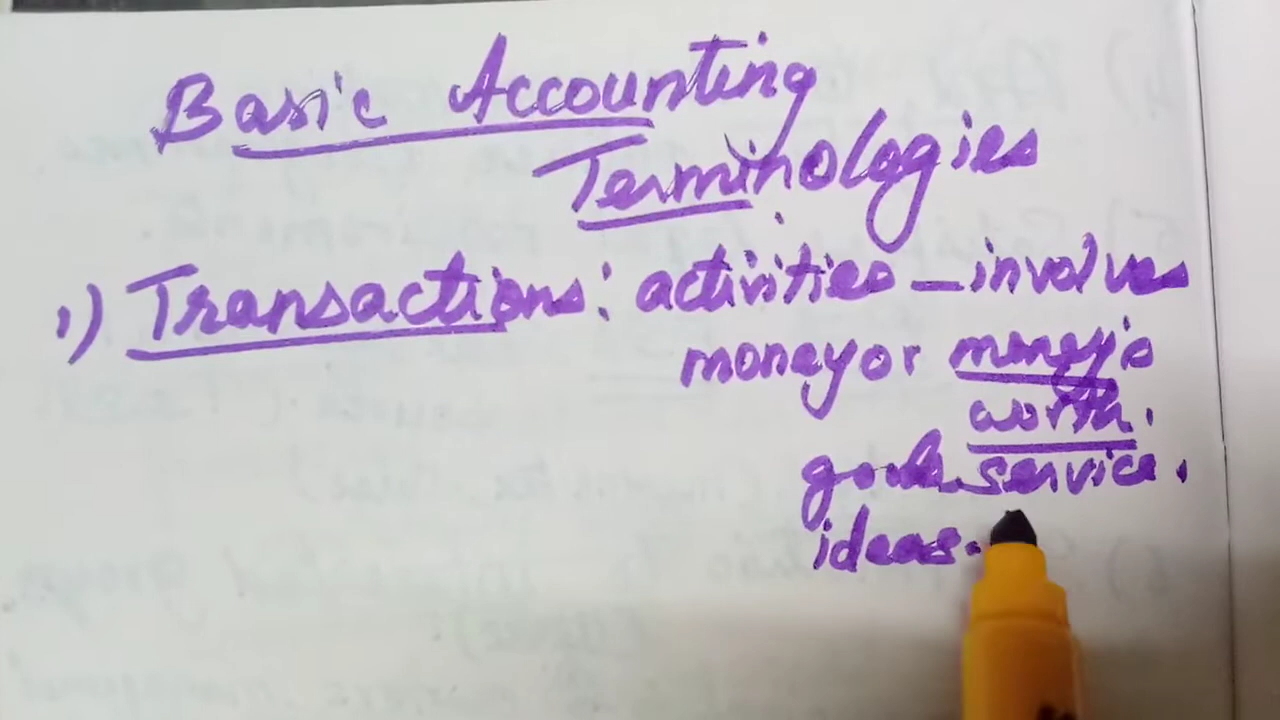 Basic Accounting
Terminologies
1) Transactions: activities - involves
money or money's
worth.
goods. service.
ideas.